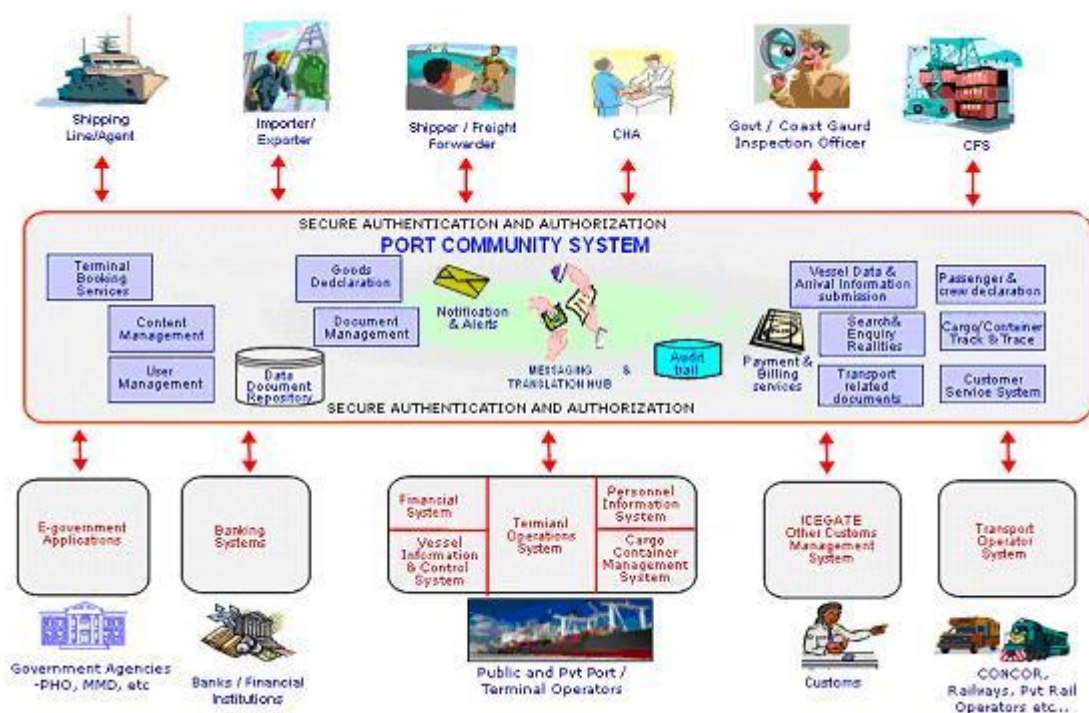 Shipping
Line/Agent
Importer/
Exporter
Shipper / Freight
Forwarder
CHA
Govt / Coast Gaurd
Inspection Officer
CFS
SECURE AUTHENTICATION AND AUTHORIZATION
PORT COMMUNITY SYSTEM
Terminal
Booking
Services
Content
Management
User
Management
Data
Document
Repository
Goods
Dedclaration
Document
Management
Notification
& Alerts
MESSAGING &
TRANSLATION HUB
Audit
trail
Payment &
Billing
services
Vessel Data &
Arrival Information
submission
Search&
Enquiry
Realities
Transport
related
documents
Passenger &
crew declaration
Cargo/Container
Track & Trace
Customer
Service System
SECURE AUTHENTICATION AND AUTHORIZATION
E-government
Applications
Banking
Systems
Financial
System
Vessel
Information
& Control
System
Termianl
Operations
System
Personnel
Information
System
Cargo
Container
Management
System
ICEGATE
Other Customs
Management
System
Transport
Operator
System
Government Agencies
-PHO, MMD, etc
Banks / Financial
Institutions
Public and Pvt Port /
Terminal Operators
Customs
CONCOR,
Railways, Pvt Rail
Operators etc...